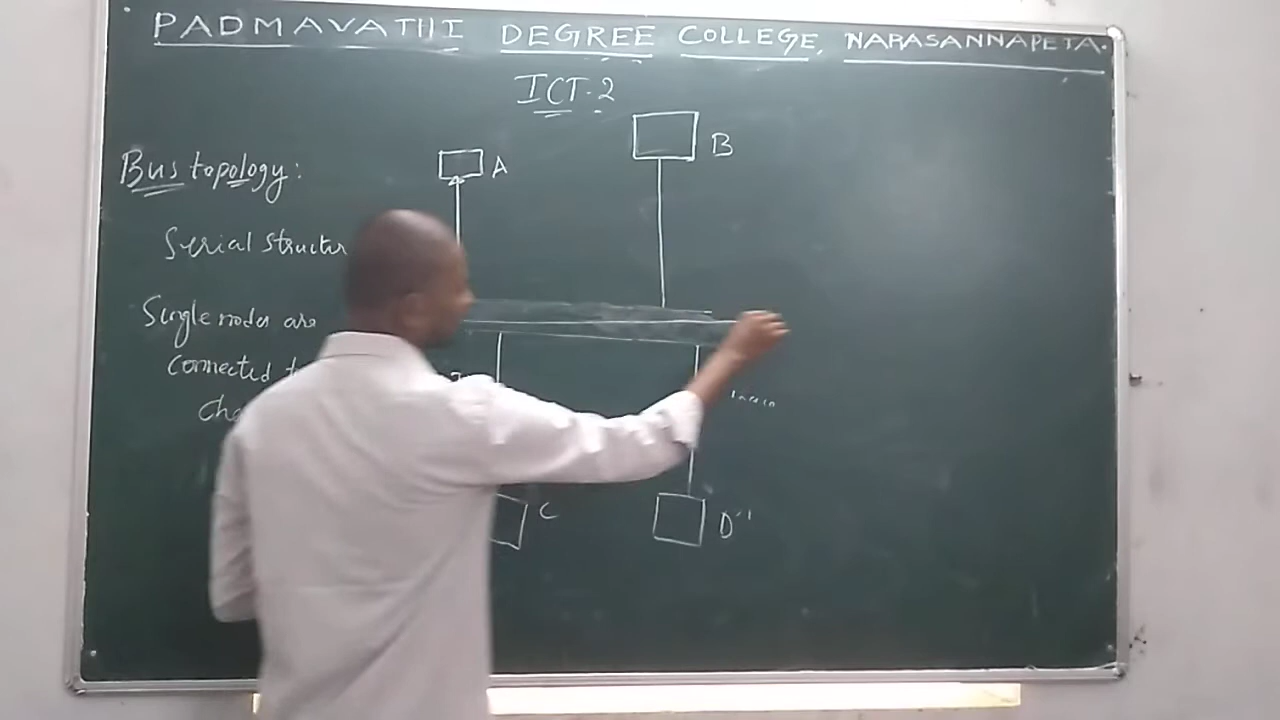 PADMAVATHI DEGREE COLLEGE, NARASANNAPETA.
ICT-2
Bus topology:
A
B
Serial structur
Single nodes are
Connected
C
D